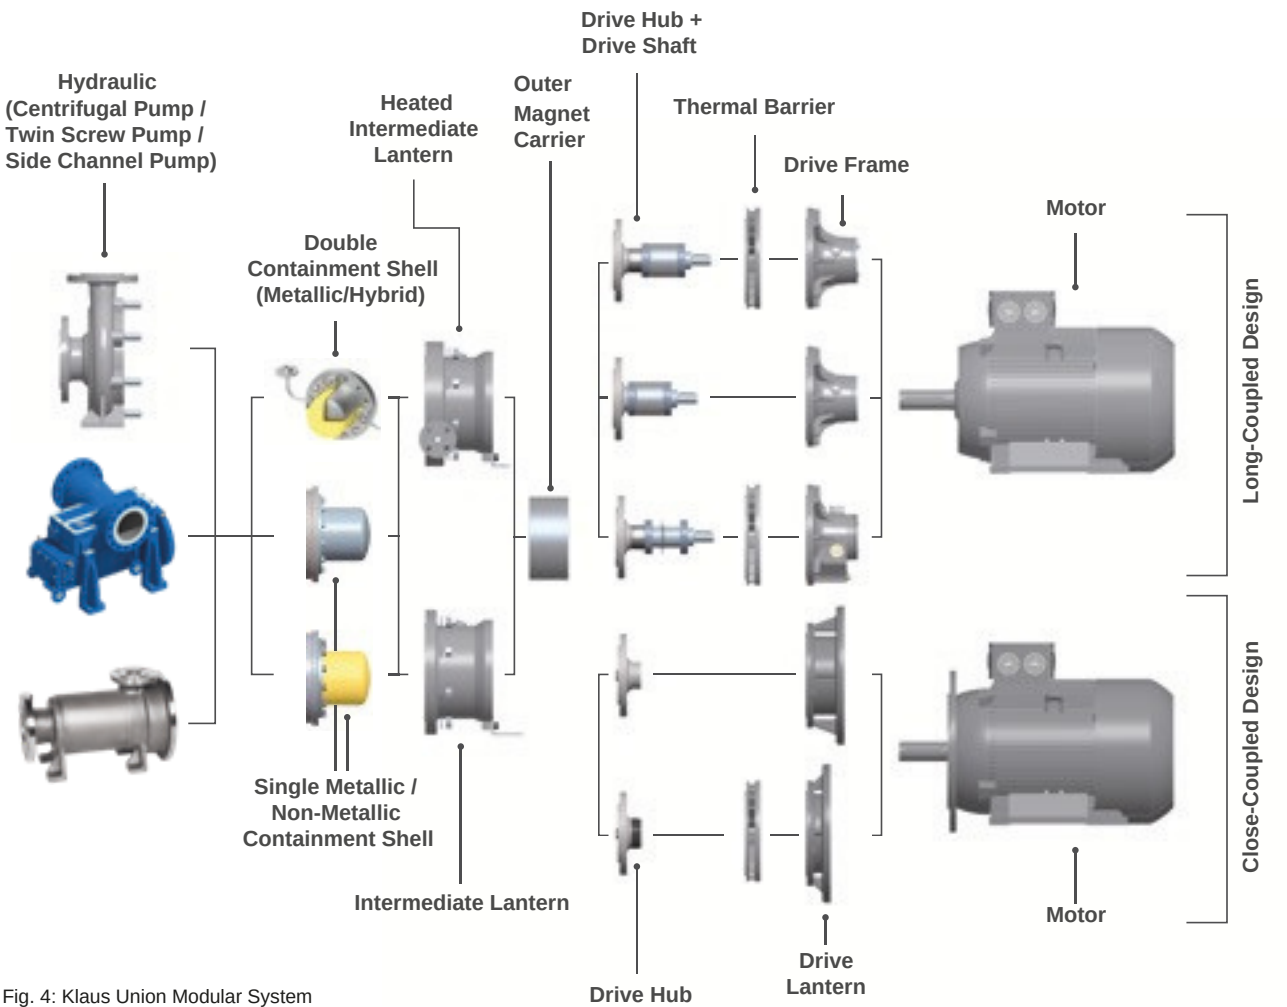 Drive Hub +
Drive Shaft
Hydraulic
(Centrifugal Pump /
Twin Screw Pump /
Side Channel Pump)
Heated
Intermediate
Lantern
Outer
Magnet
Carrier
Thermal Barrier
Drive Frame
Motor
Double
Containment Shell
(Metallic/Hybrid)
Long-Coupled Design
Single Metallic /
Non-Metallic
Containment Shell
Intermediate Lantern
Close-Coupled Design
Motor
Drive
Lantern
Drive Hub
Fig. 4: Klaus Union Modular System